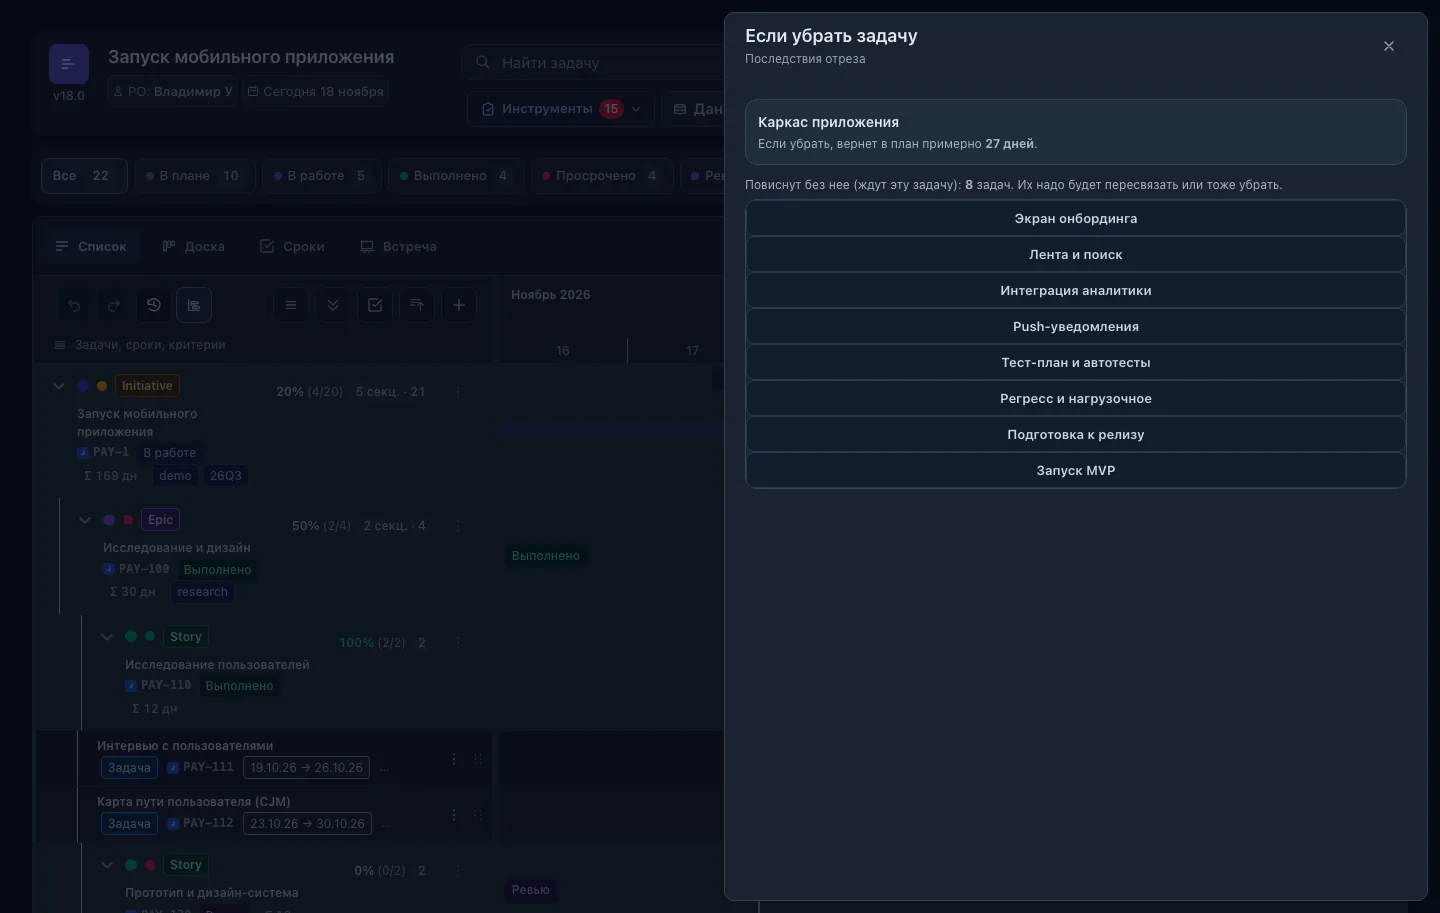 Запуск мобильного приложения
v18.0
PO: Владимир У
Сегодня 18 ноября
Найти задачу
Инструменты 15
Все 22
В плане 10
В работе 5
Выполнено 4
Просрочено 4
Список
Доска
Сроки
Встреча
Ноябрь 2026
Задачи, сроки, критерии
16
17
Initiative
20% (4/20)
5 секц. · 21
Запуск мобильного
приложения
PAY-1 В работе
Σ 169 дн demo 26Q3
Epic
50% (2/4)
2 секц. · 4
Исследование и дизайн
PAY-100 Выполнено
Σ 30 дн research
Выполнено
Story
100% (2/2) 2
Исследование пользователей
PAY-110 Выполнено
Σ 12 дн
Интервью с пользователями
Задача PAY-111 19.10.26 → 26.10.26 ...
Карта пути пользователя (CJM)
Задача PAY-112 23.10.26 → 30.10.26 ...
Story
0% (0/2) 2
Прототип и дизайн-система
Ревью
Если убрать задачу
Последствия отреза
Каркас приложения
Если убрать, вернет в план примерно 27 дней.
Повиснут без нее (ждут эту задачу): 8 задач. Их надо будет пересвязать или тоже убрать.
Экран онбординга
Лента и поиск
Интеграция аналитики
Push-уведомления
Тест-план и автотесты
Регресс и нагрузочное
Подготовка к релизу
Запуск MVP